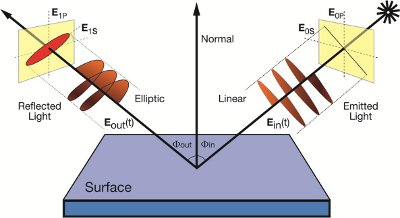 E1P
E1S
Normal
E0S
E0P
Reflected
Light
Elliptic
Linear
Emitted
Light
Eout(t)
Ein(t)
Φout
Φin
Surface